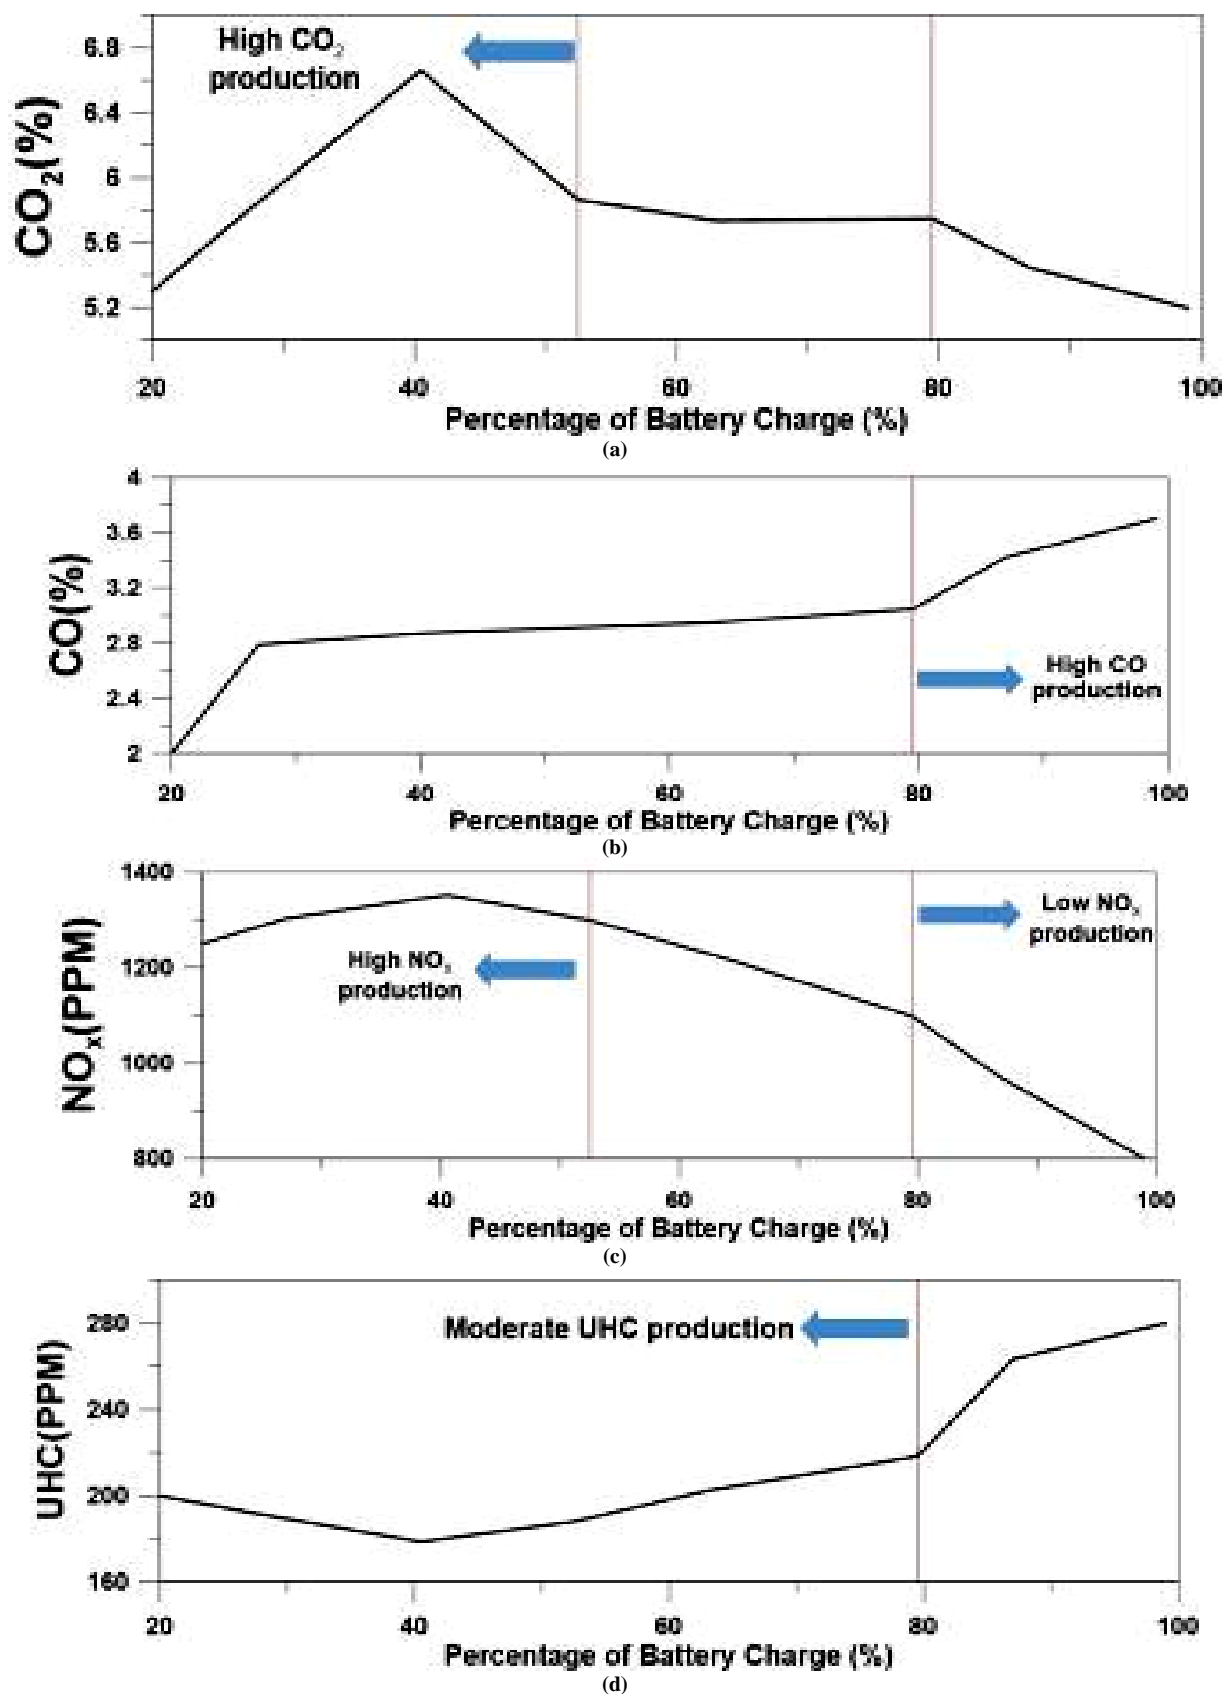 High CO₂
production
6.8
6.4
6
5.6
5.2
CO₂(%)
20 40 60 80 100
Percentage of Battery Charge (%)
(a)
4
3.6
3.2
2.8
2.4
2
CO(%)
High CO
production
20 40 60 80 100
Percentage of Battery Charge (%)
(b)
1400
1200
1000
800
NOₓ(PPM)
Low NOₓ
production
High NOₓ
production
20 40 60 80 100
Percentage of Battery Charge (%)
(c)
280
240
200
160
UHC(PPM)
Moderate UHC production
20 40 60 80 100
Percentage of Battery Charge (%)
(d)